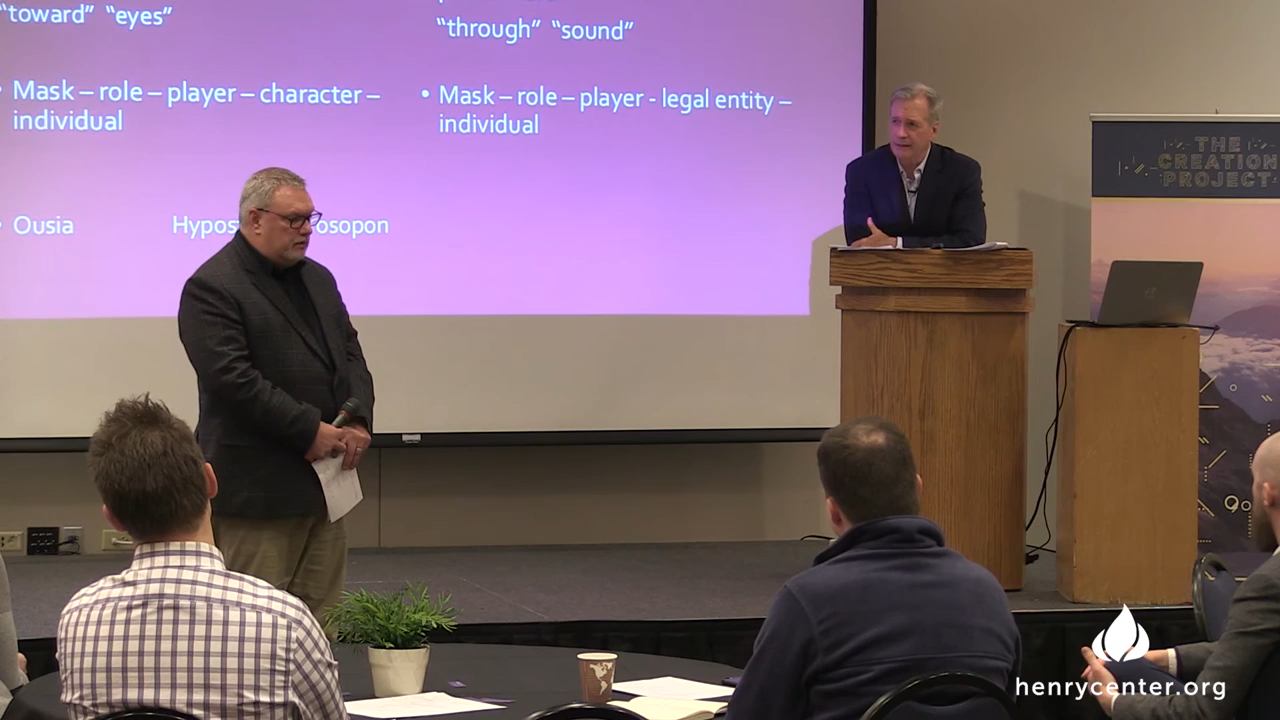 "toward" "eyes"
• Mask – role – player – character –
individual
• Ousia Hypos osopon
"through" "sound"
• Mask – role – player - legal entity –
individual
THE
CREATION
PROJECT
henrycenter.org